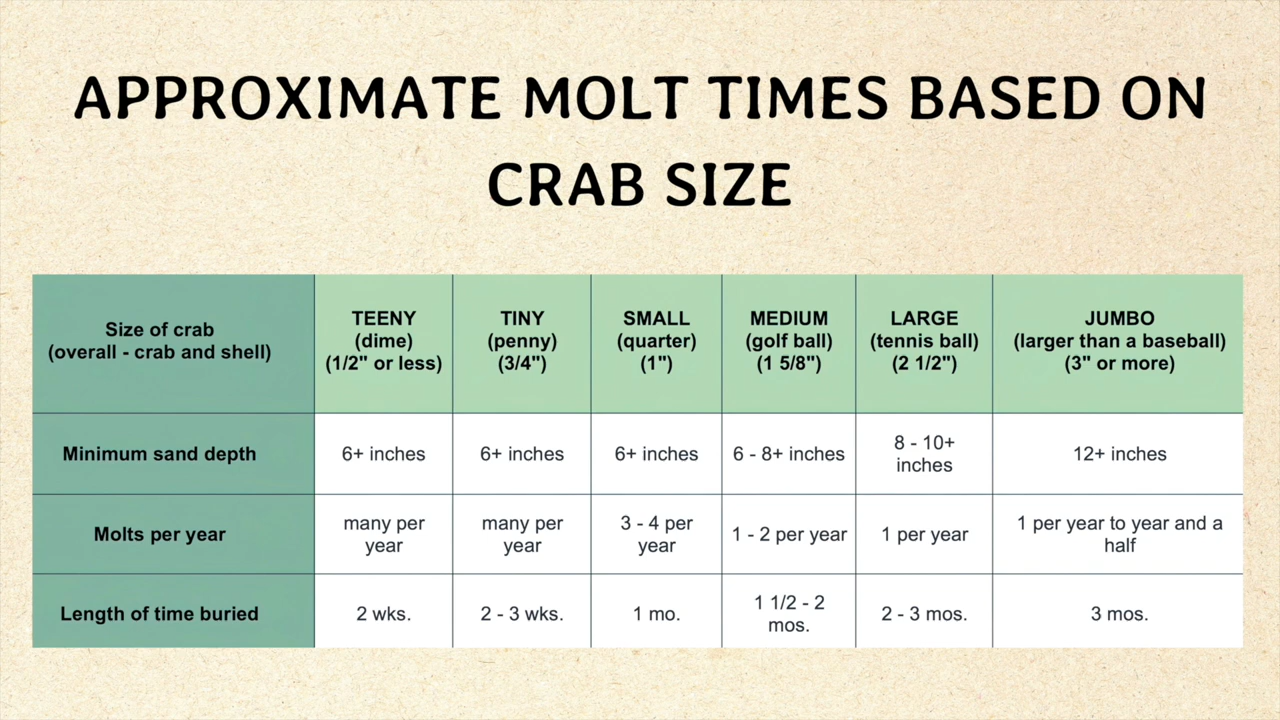 APPROXIMATE MOLT TIMES BASED ON
CRAB SIZE
Size of crab
(overall - crab and shell)
TEENY
(dime)
(1/2" or less)
TINY
(penny)
(3/4")
SMALL
(quarter)
(1")
MEDIUM
(golf ball)
(1 5/8")
LARGE
(tennis ball)
(2 1/2")
JUMBO
(larger than a baseball)
(3" or more)
Minimum sand depth
6+ inches
6+ inches
6+ inches
6 - 8+ inches
8 - 10+
inches
12+ inches
Molts per year
many per
year
many per
year
3 - 4 per
year
1 - 2 per year
1 per year
1 per year to year and a
half
Length of time buried
2 wks.
2 - 3 wks.
1 mo.
1 1/2 - 2
mos.
2 - 3 mos.
3 mos.